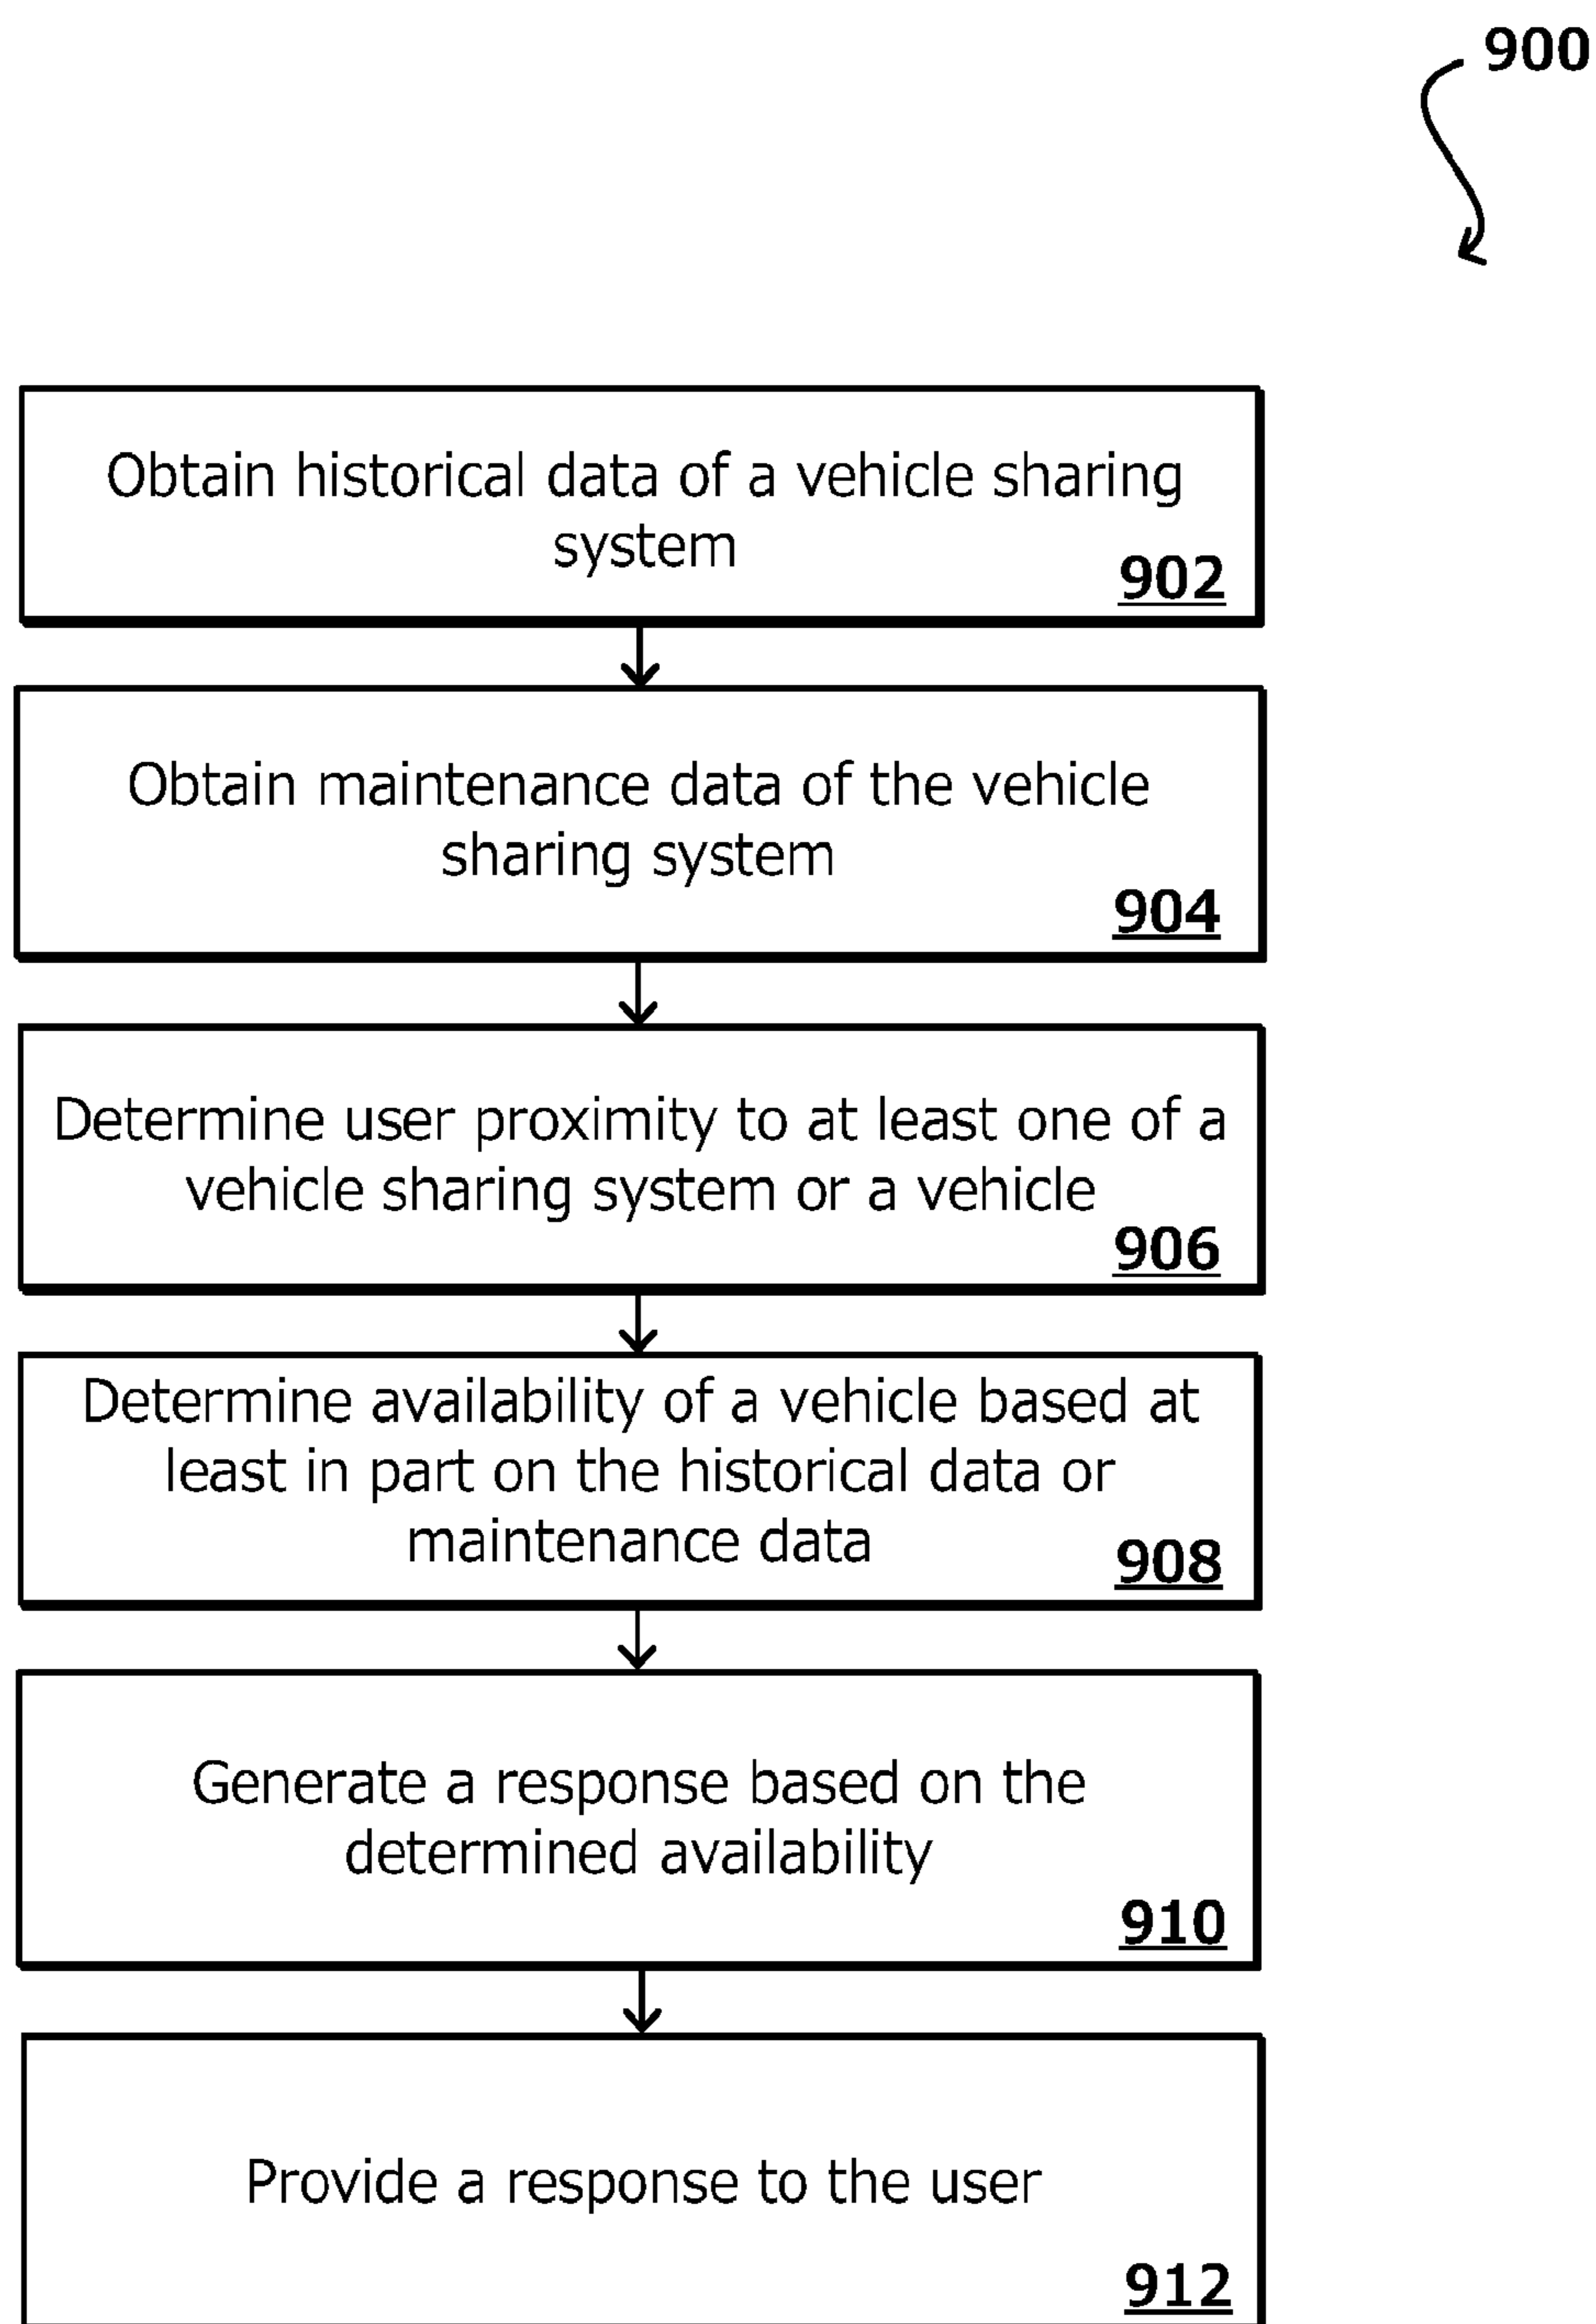 900
Obtain historical data of a vehicle sharing
system
902
Obtain maintenance data of the vehicle
sharing system
904
Determine user proximity to at least one of a
vehicle sharing system or a vehicle
906
Determine availability of a vehicle based at
least in part on the historical data or
maintenance data
908
Generate a response based on the
determined availability
910
Provide a response to the user
912